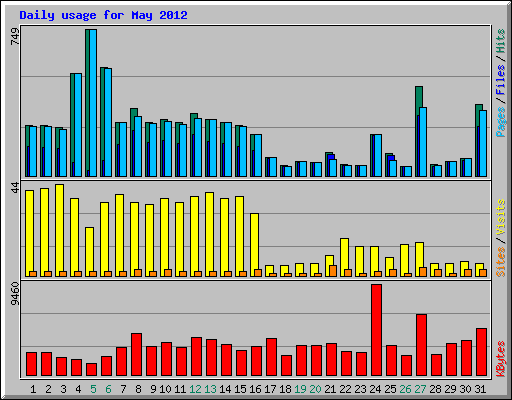 Daily usage for May 2012
749
Pages / Files / Hits
44
Sites / Visits
9460
KBytes
1 2 3 4 5 6 7 8 9 10 11 12 13 14 15 16 17 18 19 20 21 22 23 24 25 26 27 28 29 30 31